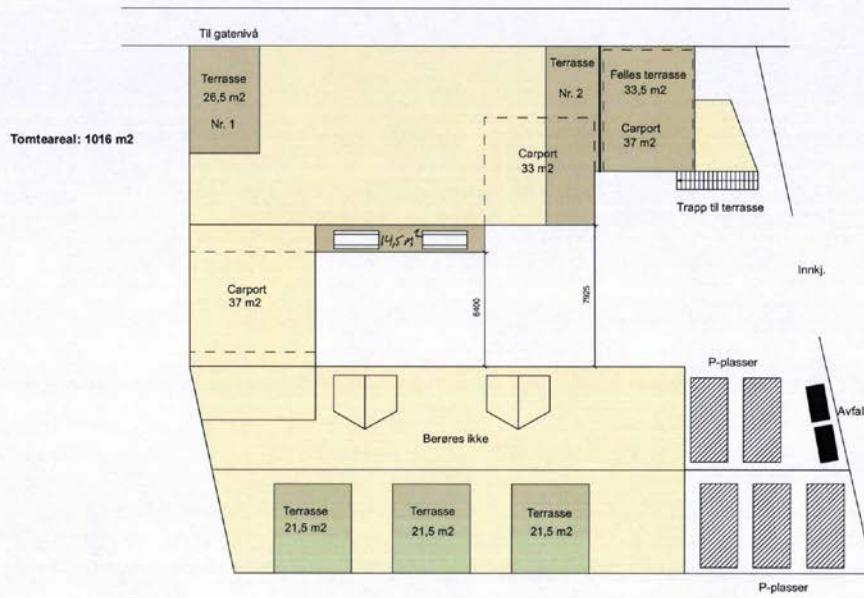 Til gatenivå
Terrasse
26,5 m2
Nr. 1
Terrasse
Nr. 2
Felles terrasse
33,5 m2
Carport
37 m2
Tomteareal: 1016 m2
Carport
33 m2
Trapp til terrasse
14,5 m²
Innkj.
Carport
37 m2
6400
7925
P-plasser
Avfal
Berøres ikke
Terrasse
21,5 m2
Terrasse
21,5 m2
Terrasse
21,5 m2
P-plasser